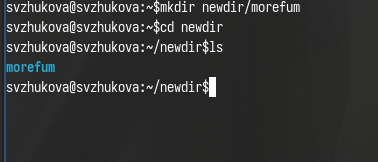 svzhukova@svzhukova:~$mkdir newdir/morefum
svzhukova@svzhukova:~$cd newdir
svzhukova@svzhukova:~/newdir$ls
morefum
svzhukova@svzhukova:~/newdir$